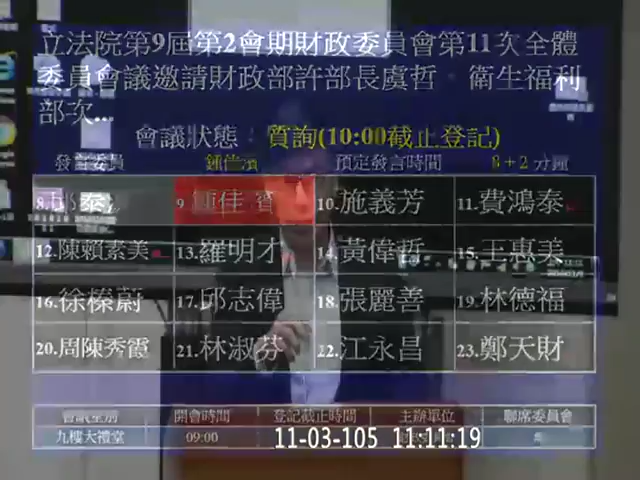 立法院第9屆第2會期財政委員會第11次全體
委員會議邀請財政部許部長虞哲、衛生福利
部次...
會議狀態：質詢(10:00截止登記)
發言委員 預定發言時間 8+2分鐘
9 10.施義芳 11.費鴻泰
12.陳賴素美 13.羅明才 14.黃偉哲 15.王惠美
16.徐榛蔚 17.邱志偉 18.張麗善 19.林德福
20.周陳秀霞 21.林淑芬 22.江永昌 23.鄭天財
開會時間 登記截止時間 主辦單位 聯席委員會
九樓大禮堂 09:00
11-03-105 11:11:19